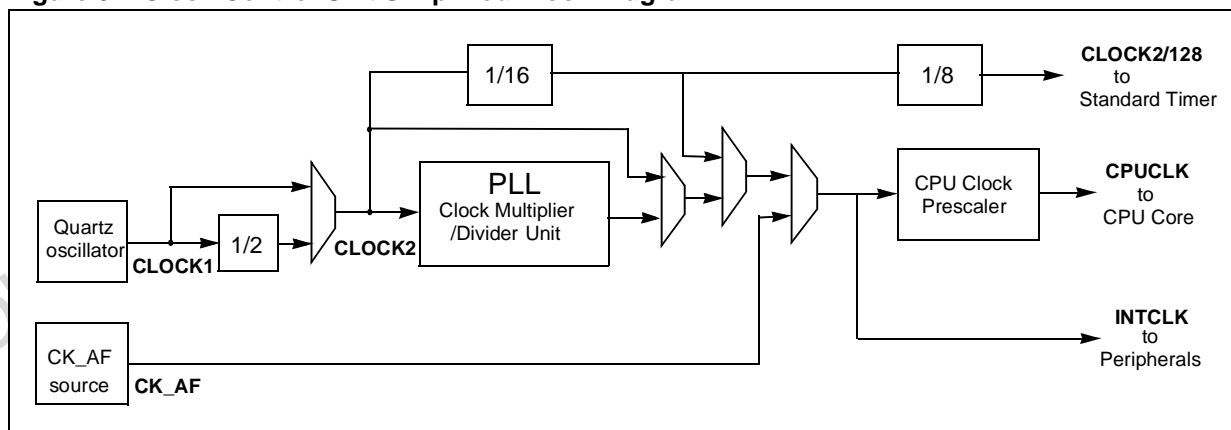 1/16
1/8
CLOCK2/128
to
Standard Timer
PLL
Clock Multiplier
/Divider Unit
CPU Clock
Prescaler
CPUCLK
to
CPU Core
Quartz
oscillator
CLOCK1
1/2
CLOCK2
INTCLK
to
Peripherals
CK_AF
source
CK_AF